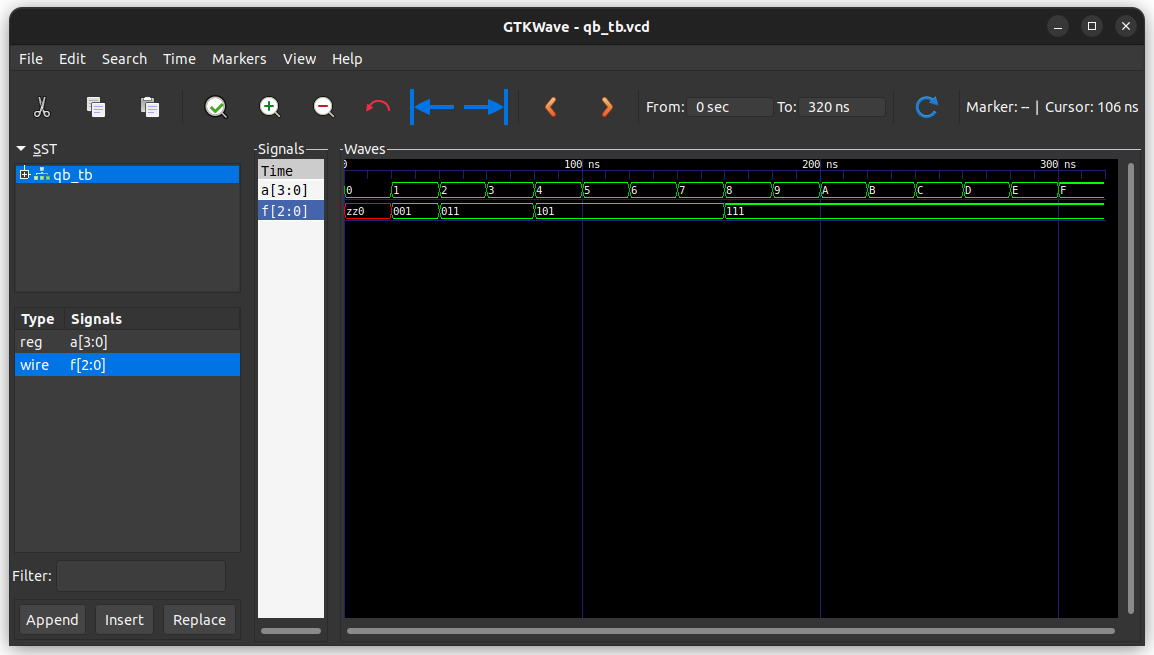 GTKWave - qb_tb.vcd
File Edit Search Time Markers View Help
From: 0 sec To: 320 ns Marker: -- | Cursor: 106 ns
SST
qb_tb
Type Signals
reg a[3:0]
wire f[2:0]
Filter:
Append Insert Replace
Signals
Time
a[3:0]
f[2:0]
Waves
0 100 ns 200 ns 300 ns
0 1 2 3 4 5 6 7 8 9 A B C D E F
zz0 001 011 101 111